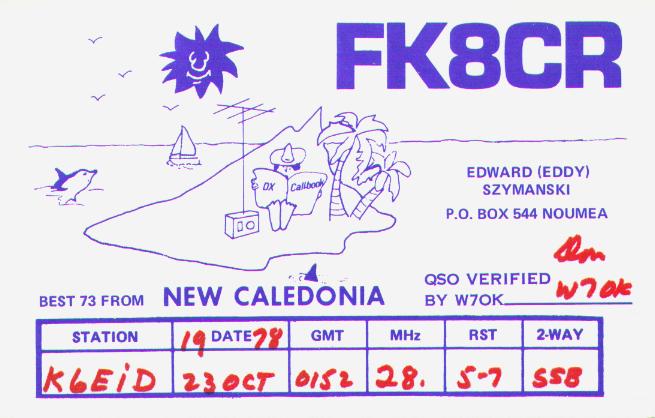 FK8CR
DX Callbook
EDWARD (EDDY)
SZYMANSKI
P.O. BOX 544 NOUMEA
BEST 73 FROM NEW CALEDONIA
QSO VERIFIED
BY W7OK W7OK
STATION 19 DATE 78 GMT MHz RST 2-WAY
K6EiD 23 OCT 0152 28. 5-7 SSB